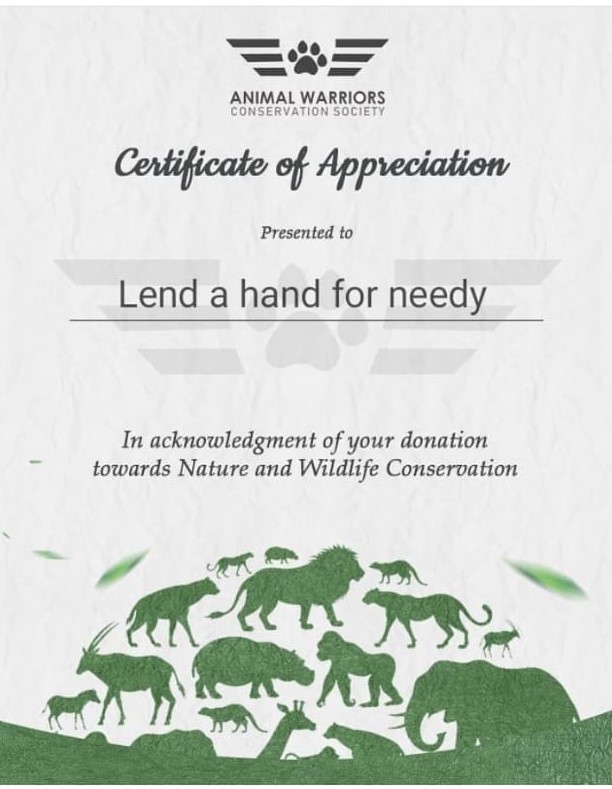 ANIMAL WARRIORS
CONSERVATION SOCIETY
Certificate of Appreciation
Presented to
Lend a hand for needy
In acknowledgment of your donation
towards Nature and Wildlife Conservation